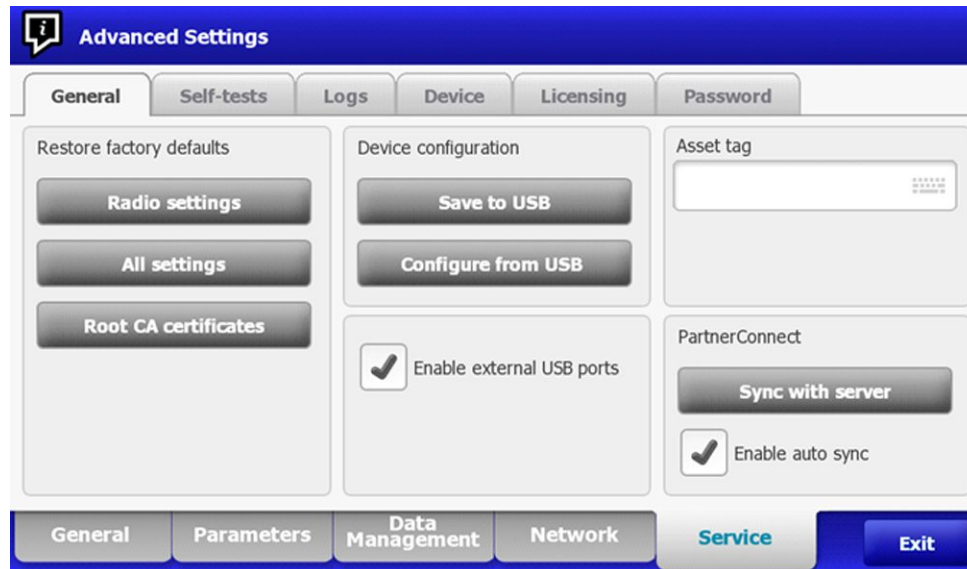 Advanced Settings
General Self-tests Logs Device Licensing Password
Restore factory defaults
Radio settings
All settings
Root CA certificates
Device configuration
Save to USB
Configure from USB
Enable external USB ports
Asset tag
PartnerConnect
Sync with server
Enable auto sync
General Parameters Data Management Network Service Exit